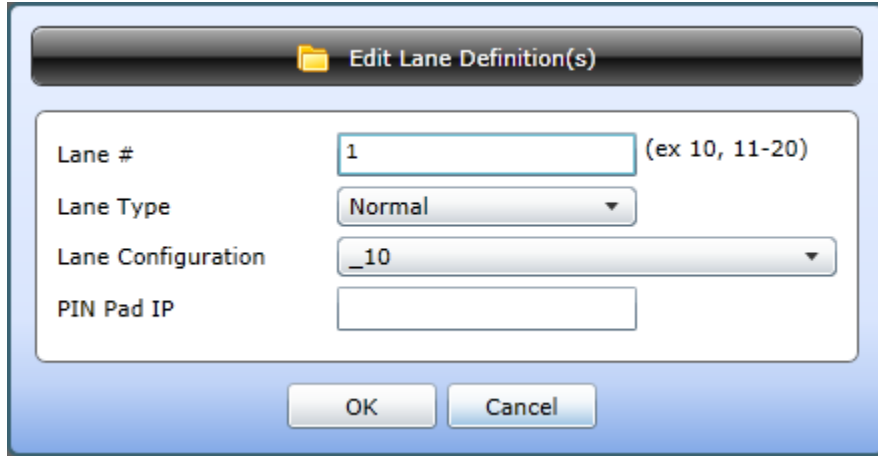 Edit Lane Definition(s)
Lane # 1 (ex 10, 11-20)
Lane Type Normal
Lane Configuration _10
PIN Pad IP
OK Cancel